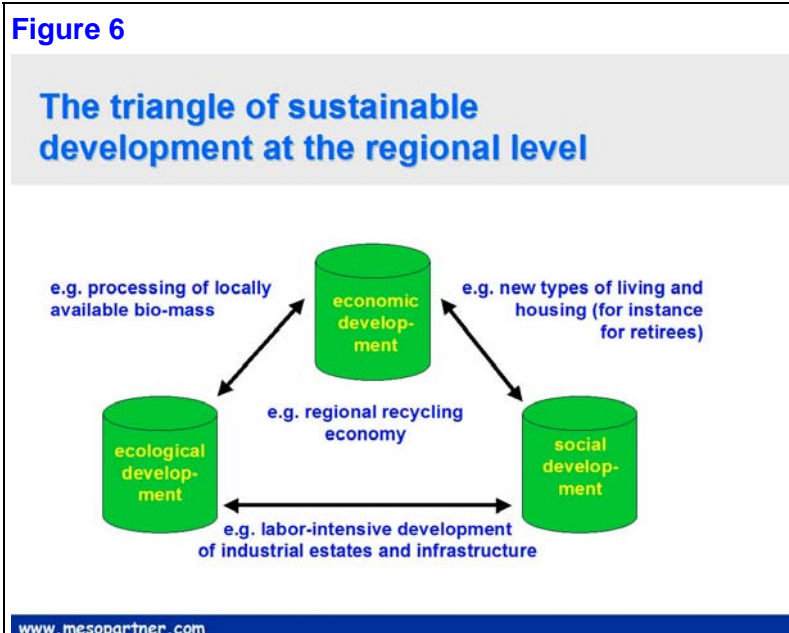 Figure 6
The triangle of sustainable
development at the regional level
e.g. processing of locally
available bio-mass
economic
develop-
ment
e.g. new types of living and
housing (for instance
for retirees)
e.g. regional recycling
economy
ecological
develop-
ment
social
develop-
ment
e.g. labor-intensive development
of industrial estates and infrastructure
www.mesopartner.com